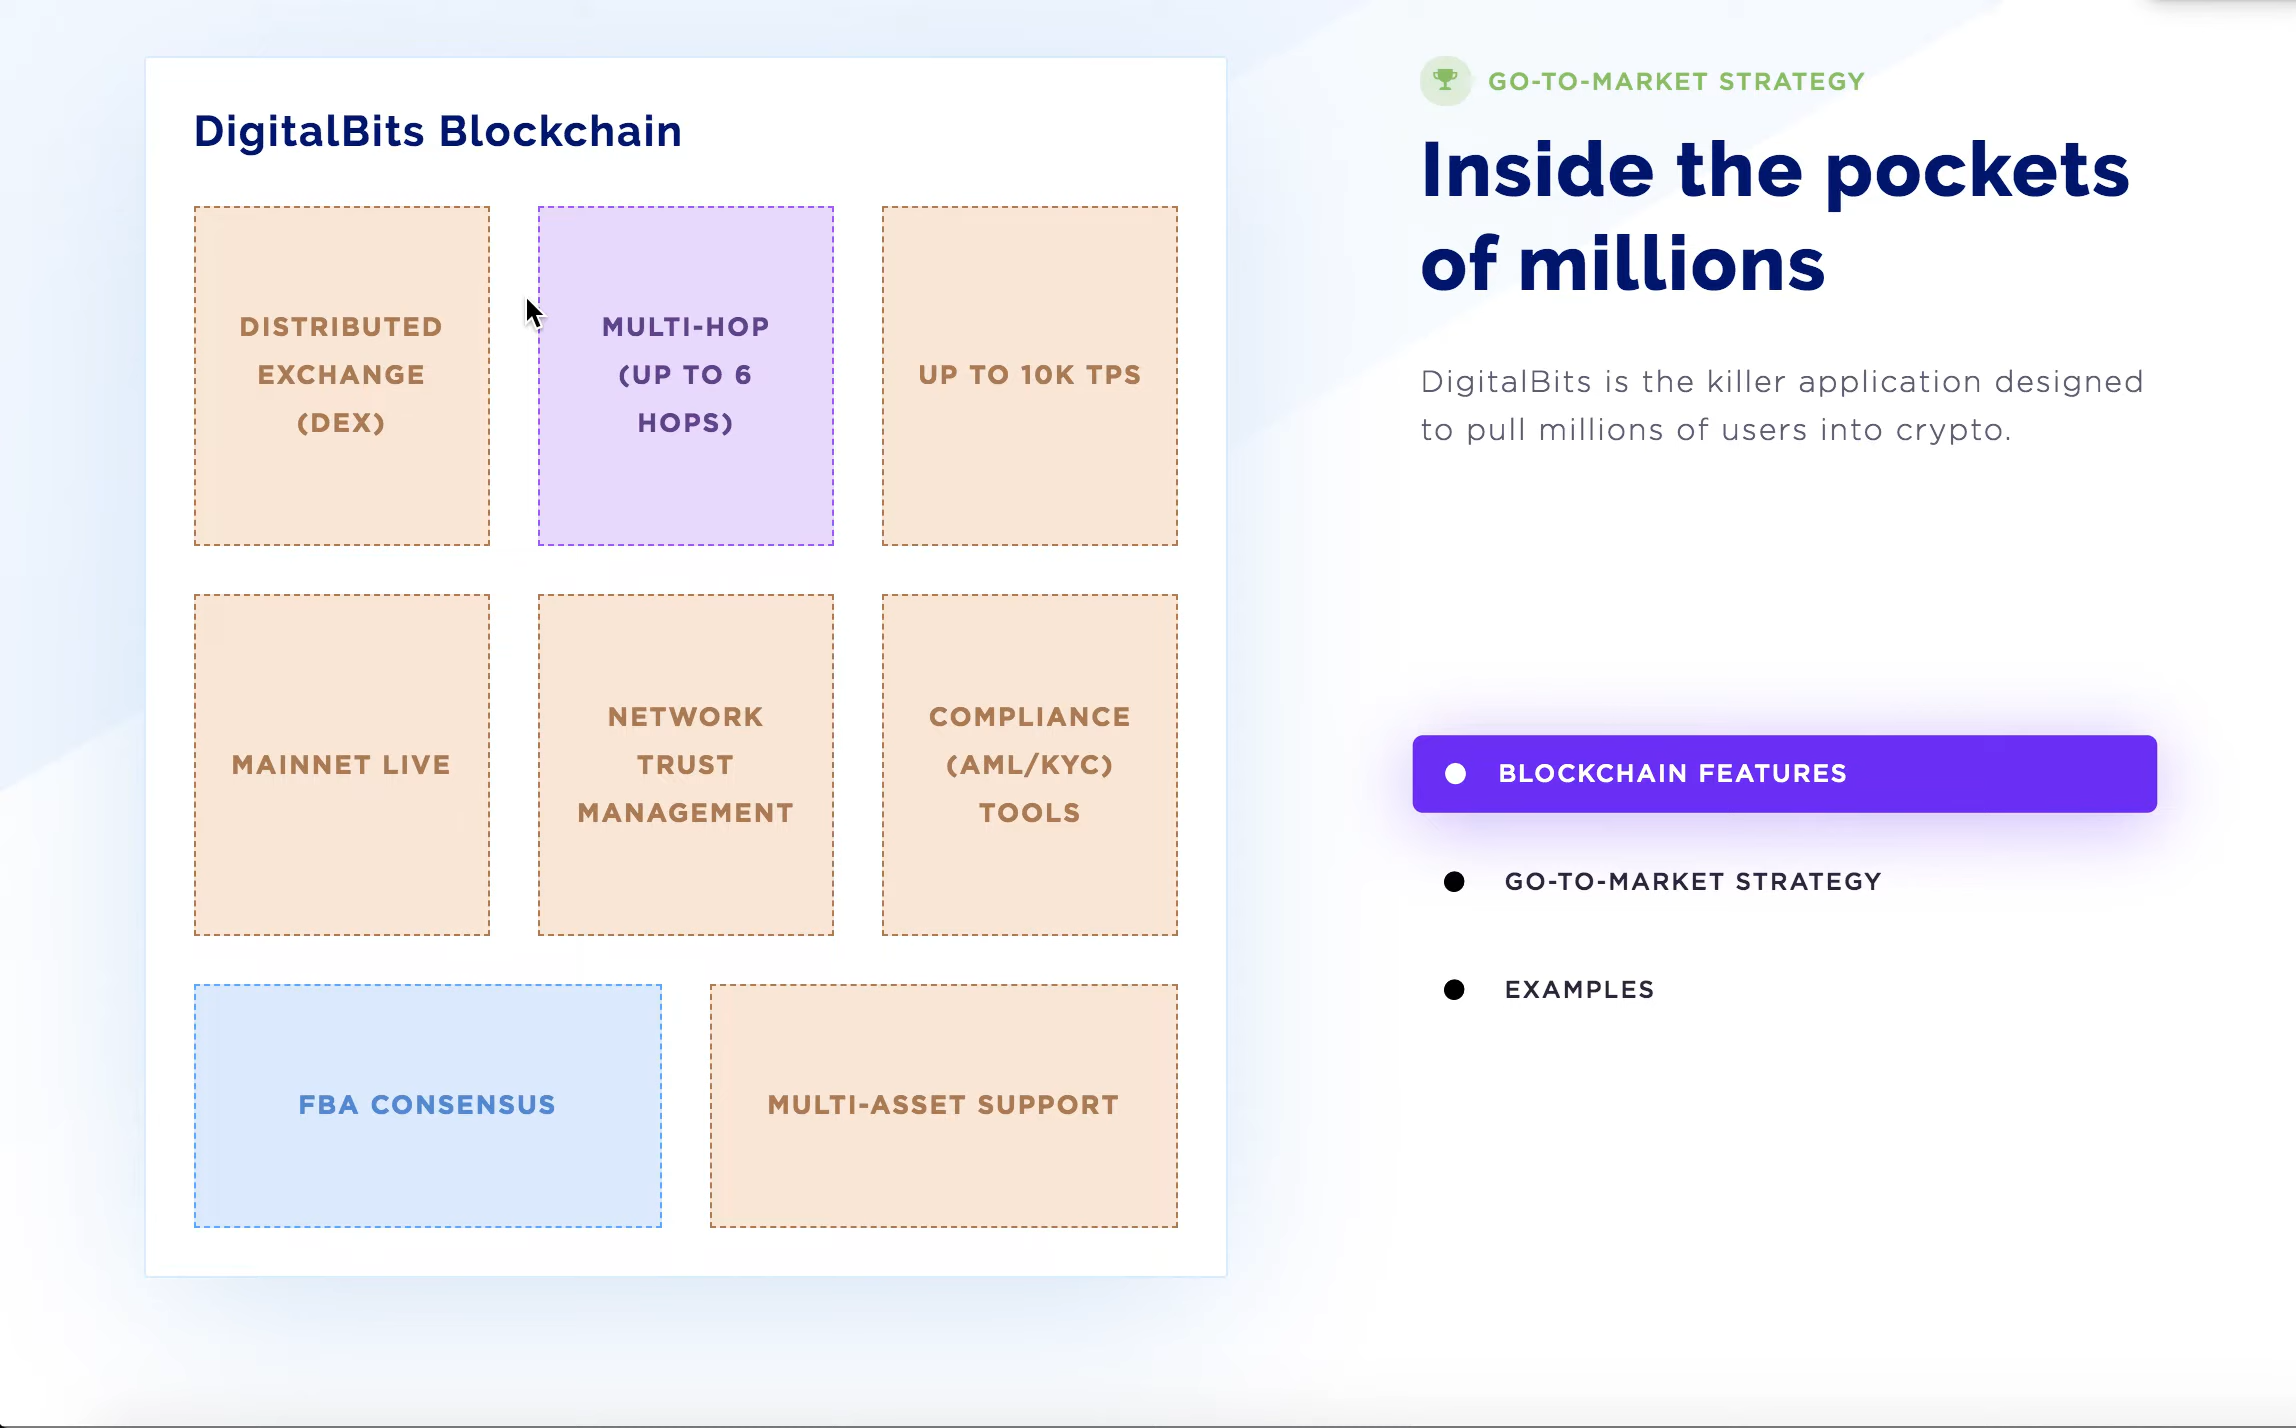 DigitalBits Blockchain
DISTRIBUTED
EXCHANGE
(DEX)
MULTI-HOP
(UP TO 6
HOPS)
UP TO 10K TPS
MAINNET LIVE
NETWORK
TRUST
MANAGEMENT
COMPLIANCE
(AML/KYC)
TOOLS
FBA CONSENSUS
MULTI-ASSET SUPPORT
GO-TO-MARKET STRATEGY
Inside the pockets
of millions
DigitalBits is the killer application designed
to pull millions of users into crypto.
BLOCKCHAIN FEATURES
GO-TO-MARKET STRATEGY
EXAMPLES